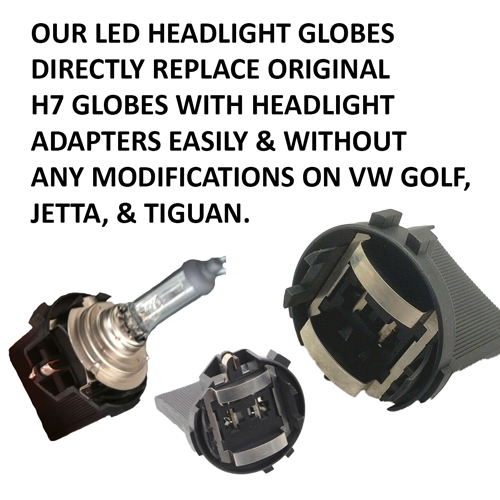 OUR LED HEADLIGHT GLOBES
DIRECTLY REPLACE ORIGINAL
H7 GLOBES WITH HEADLIGHT
ADAPTERS EASILY & WITHOUT
ANY MODIFICATIONS ON VW GOLF,
JETTA, & TIGUAN.